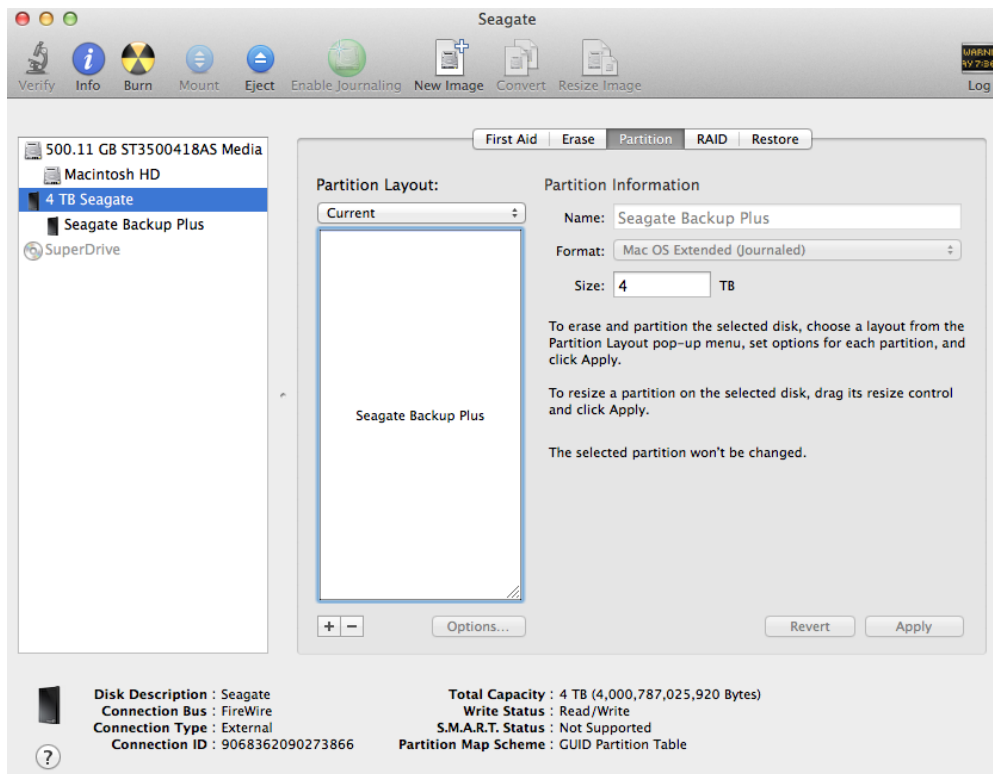 Seagate
Verify Info Burn Mount Eject Enable Journaling New Image Convert Resize Image Log
500.11 GB ST3500418AS Media
Macintosh HD
4 TB Seagate
Seagate Backup Plus
SuperDrive
First Aid Erase Partition RAID Restore
Partition Layout:
Current
Seagate Backup Plus
+ −
Options...
Partition Information
Name: Seagate Backup Plus
Format: Mac OS Extended (Journaled)
Size: 4 TB
To erase and partition the selected disk, choose a layout from the
Partition Layout pop-up menu, set options for each partition, and
click Apply.
To resize a partition on the selected disk, drag its resize control
and click Apply.
The selected partition won't be changed.
Revert Apply
Disk Description : Seagate
Connection Bus : FireWire
Connection Type : External
Connection ID : 9068362090273866
Total Capacity : 4 TB (4,000,787,025,920 Bytes)
Write Status : Read/Write
S.M.A.R.T. Status : Not Supported
Partition Map Scheme : GUID Partition Table
?